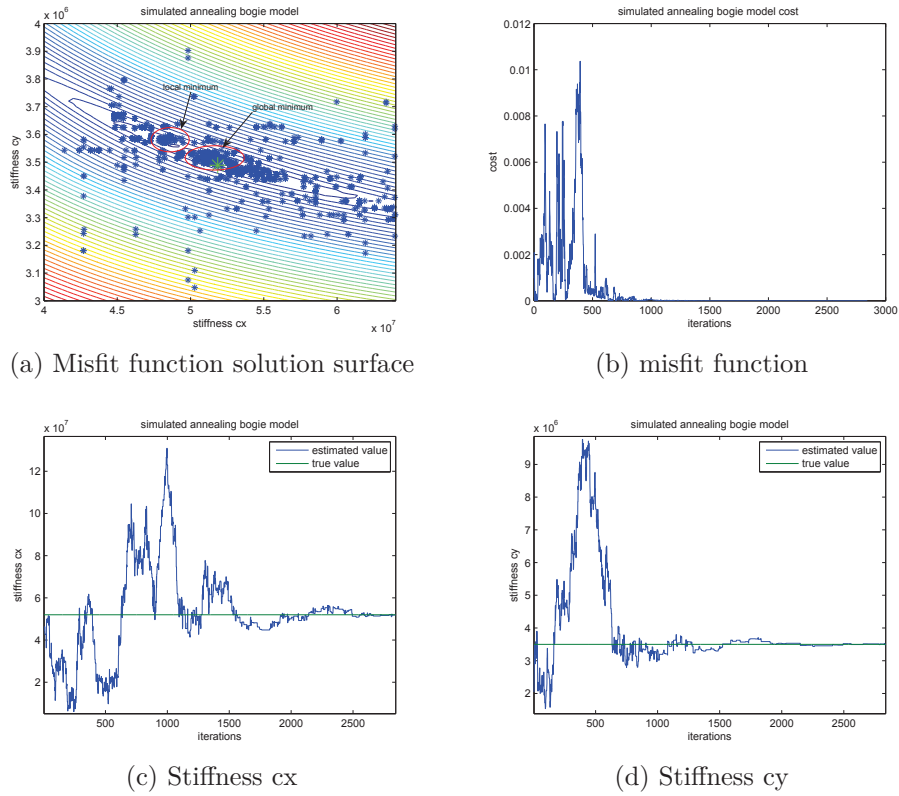 simulated annealing bogie model
x 10^6
4
3.9
3.8
3.7
3.6
3.5
3.4
3.3
3.2
3.1
3
stiffness cy
local minimum
global minimum
4.0
4.5
5.0
5.5
6.0
stiffness cx
x 10^7
(a) Misfit function solution surface
simulated annealing bogie model cost
0.012
0.01
0.008
0.006
0.004
0.002
0
cost
0
500
1000
1500
2000
2500
3000
iterations
(b) misfit function
simulated annealing bogie model
x 10^7
estimated value
true value
12
10
8
6
4
2
stiffness cx
500
1000
1500
2000
2500
iterations
(c) Stiffness cx
simulated annealing bogie model
x 10^6
estimated value
true value
9
8
7
6
5
4
3
2
stiffness cy
500
1000
1500
2000
2500
iterations
(d) Stiffness cy